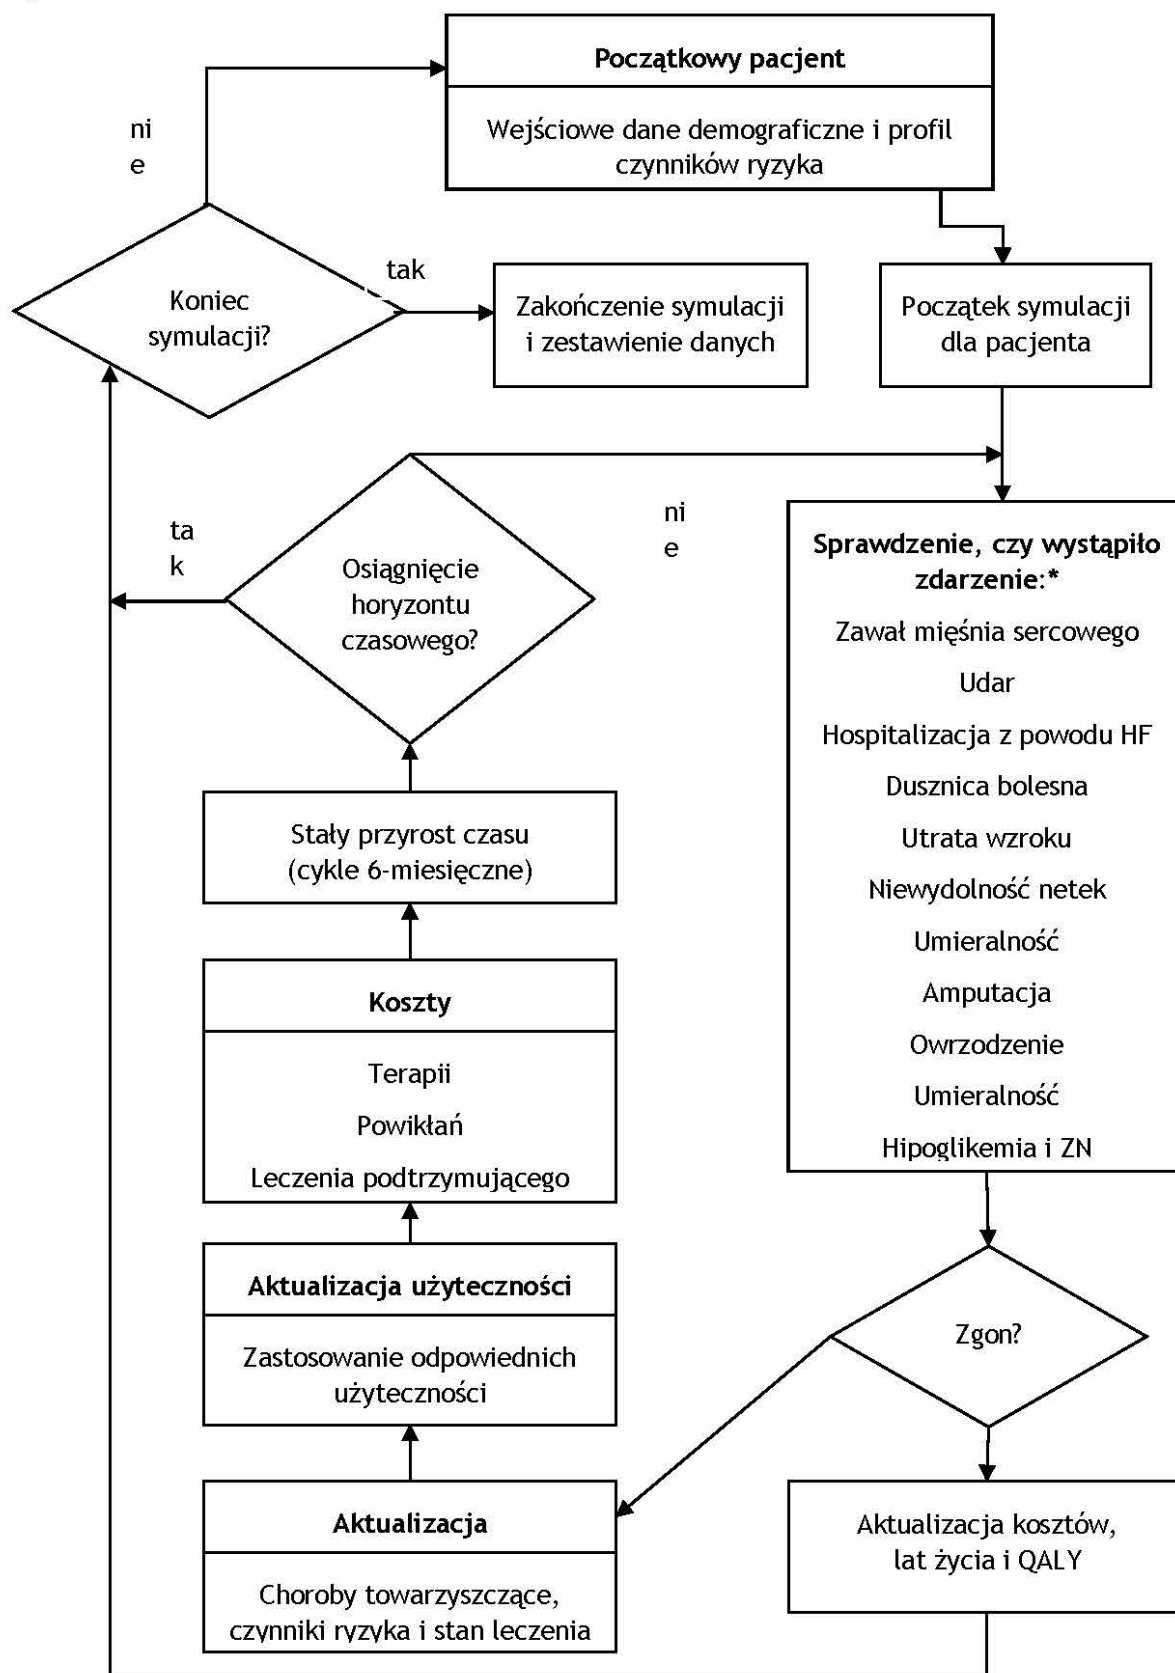 Początkowy pacjent
Wejściowe dane demograficzne i profil
czynników ryzyka
ni
e
Koniec
symulacji?
tak
Zakończenie symulacji
i zestawienie danych
Początek symulacji
dla pacjenta
ta
k
Osiągnięcie
horyzontu
czasowego?
ni
e
Sprawdzenie, czy wystąpiło
zdarzenie:*
Zawał mięśnia sercowego
Udar
Hospitalizacja z powodu HF
Dusznica bolesna
Utrata wzroku
Niewydolność netek
Umieralność
Amputacja
Owrzodzenie
Umieralność
Hipoglikemia i ZN
Stały przyrost czasu
(cykle 6-miesięczne)
Koszty
Terapii
Powikłań
Leczenia podtrzymującego
Aktualizacja użyteczności
Zastosowanie odpowiednich
użyteczności
Zgon?
Aktualizacja
Choroby towarzyszczące,
czynniki ryzyka i stan leczenia
Aktualizacja kosztów,
lat życia i QALY